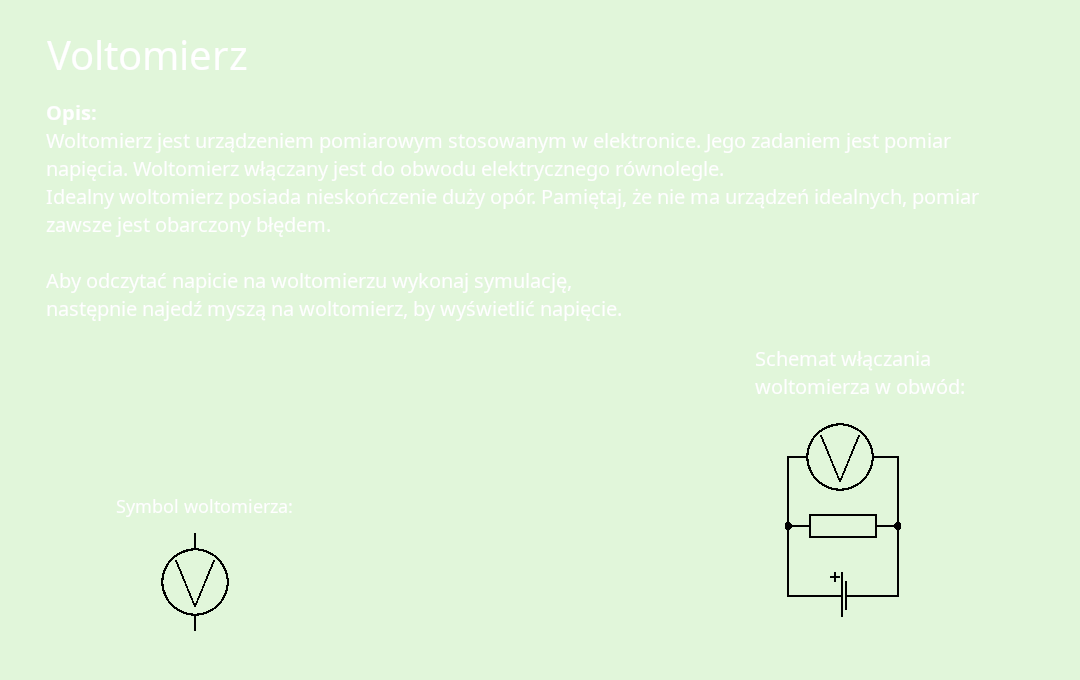 Voltomierz
Opis:
Woltomierz jest urządzeniem pomiarowym stosowanym w elektronice. Jego zadaniem jest pomiar
napięcia. Woltomierz włączany jest do obwodu elektrycznego równolegle.
Idealny woltomierz posiada nieskończenie duży opór. Pamiętaj, że nie ma urządzeń idealnych, pomiar
zawsze jest obarczony błędem.
Aby odczytać napicie na woltomierzu wykonaj symulację,
następnie najedź myszą na woltomierz, by wyświetlić napięcie.
Schemat włączania
woltomierza w obwód:
V
+
Symbol woltomierza:
V